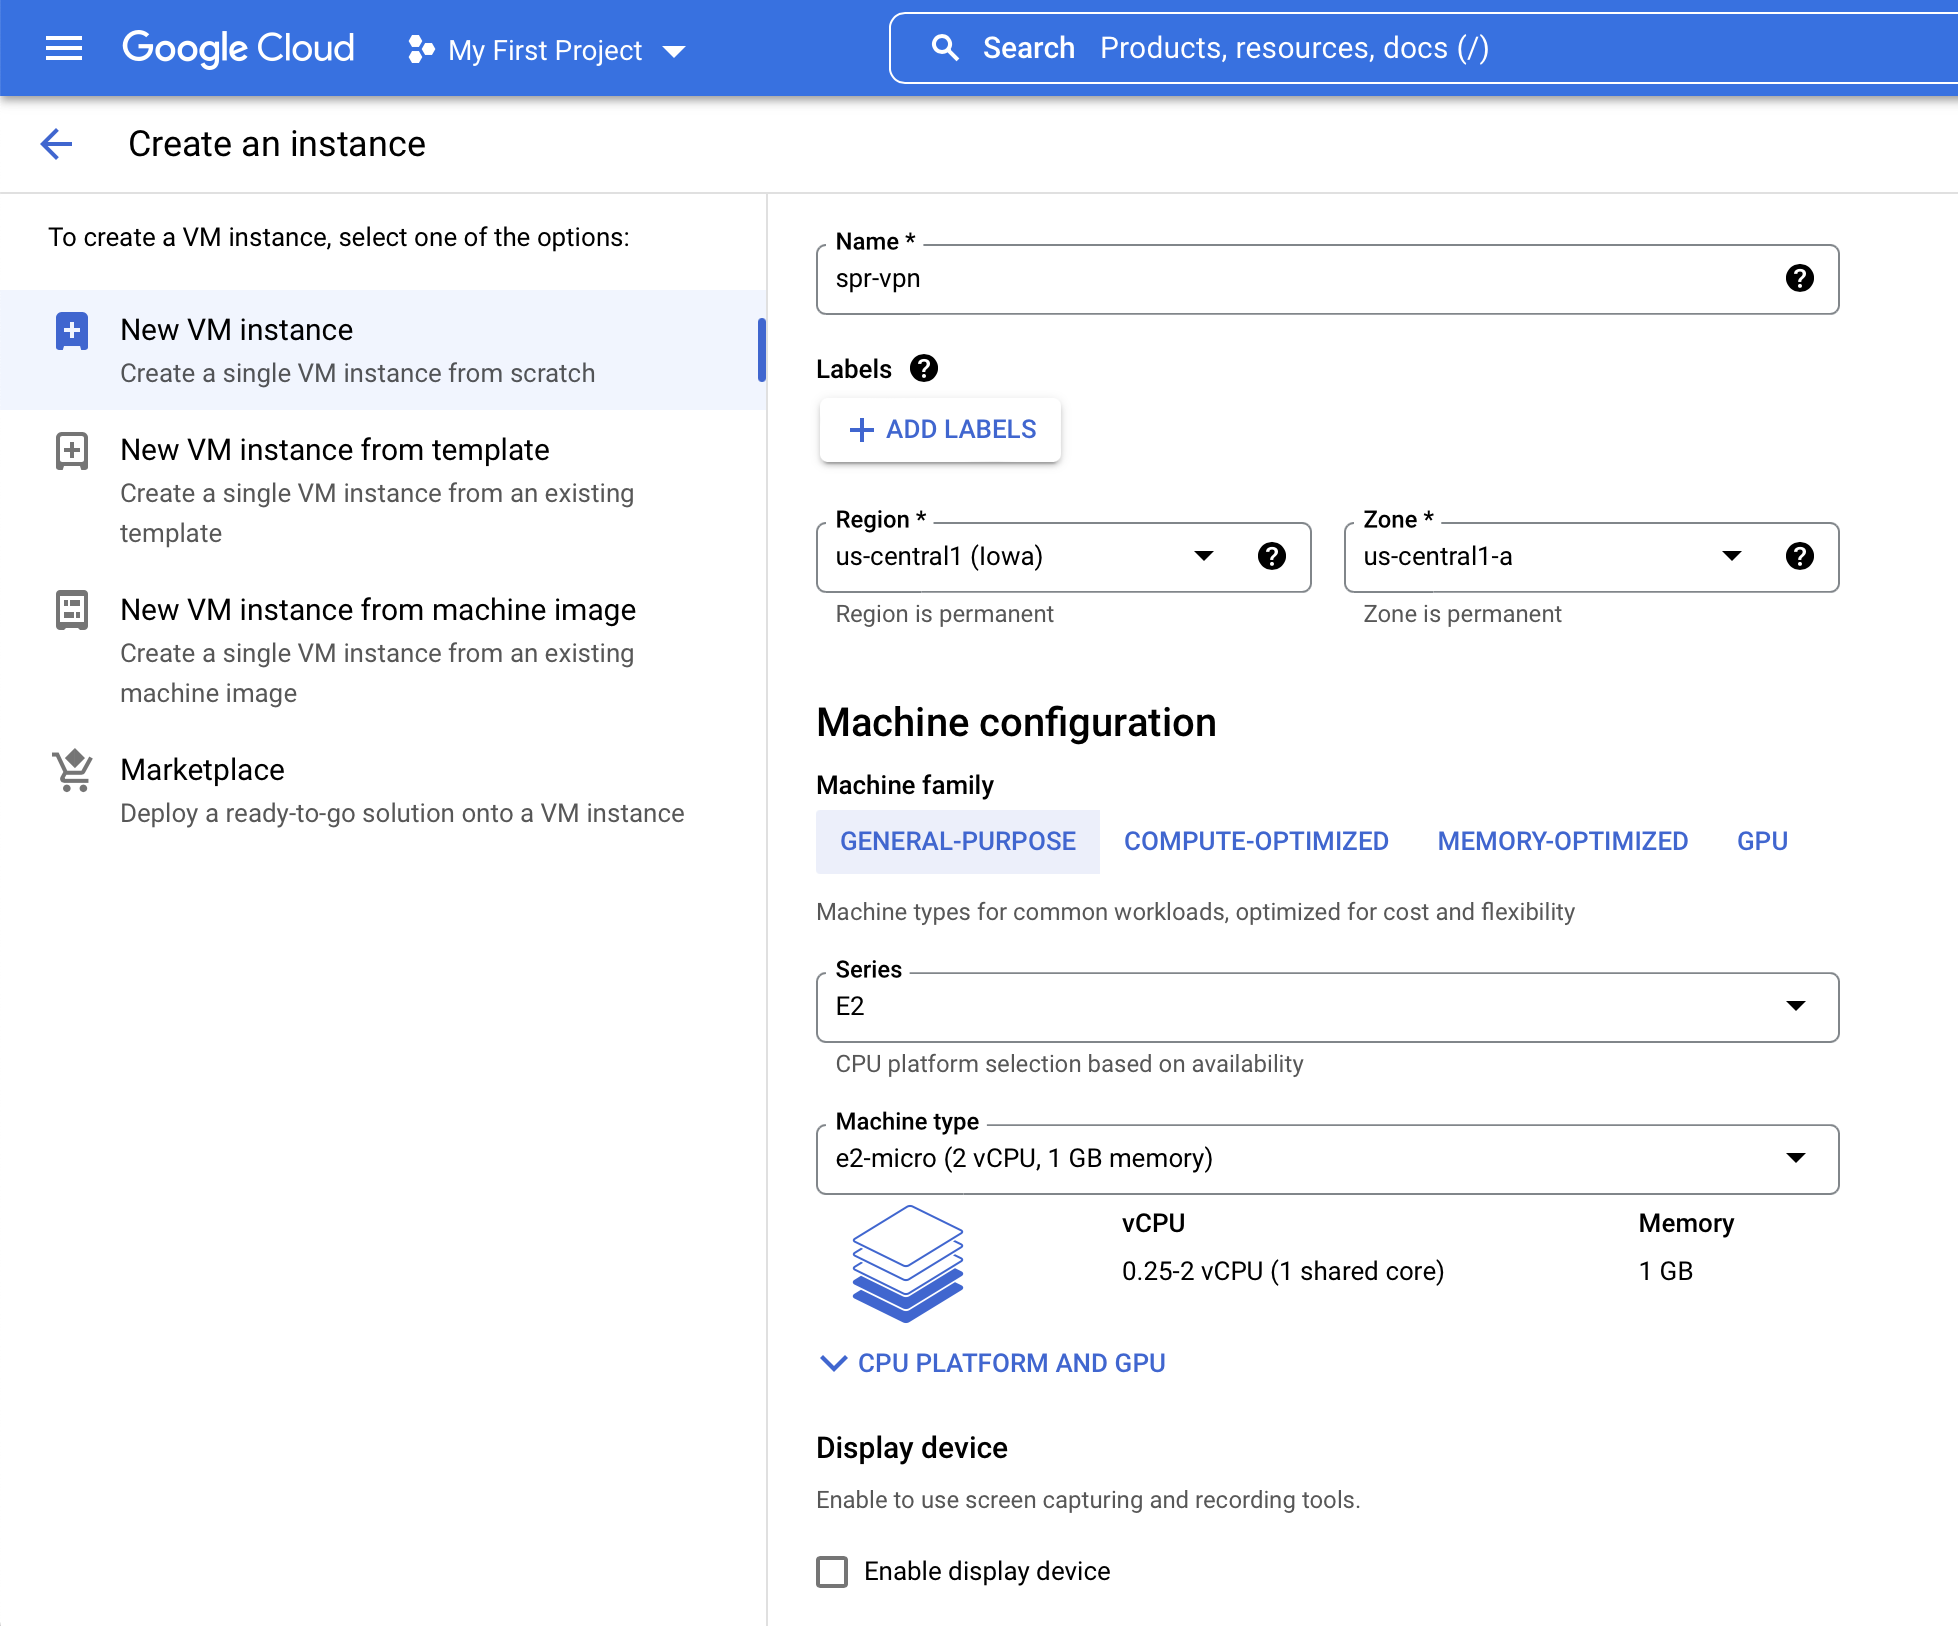 Google Cloud
My First Project
Search Products, resources, docs (/)
Create an instance
To create a VM instance, select one of the options:
New VM instance
Create a single VM instance from scratch
New VM instance from template
Create a single VM instance from an existing
template
New VM instance from machine image
Create a single VM instance from an existing
machine image
Marketplace
Deploy a ready-to-go solution onto a VM instance
Name *
spr-vpn
Labels
ADD LABELS
Region *
us-central1 (Iowa)
Region is permanent
Zone *
us-central1-a
Zone is permanent
Machine configuration
Machine family
GENERAL-PURPOSE COMPUTE-OPTIMIZED MEMORY-OPTIMIZED GPU
Machine types for common workloads, optimized for cost and flexibility
Series
E2
CPU platform selection based on availability
Machine type
e2-micro (2 vCPU, 1 GB memory)
vCPU Memory
0.25-2 vCPU (1 shared core) 1 GB
CPU PLATFORM AND GPU
Display device
Enable to use screen capturing and recording tools.
Enable display device